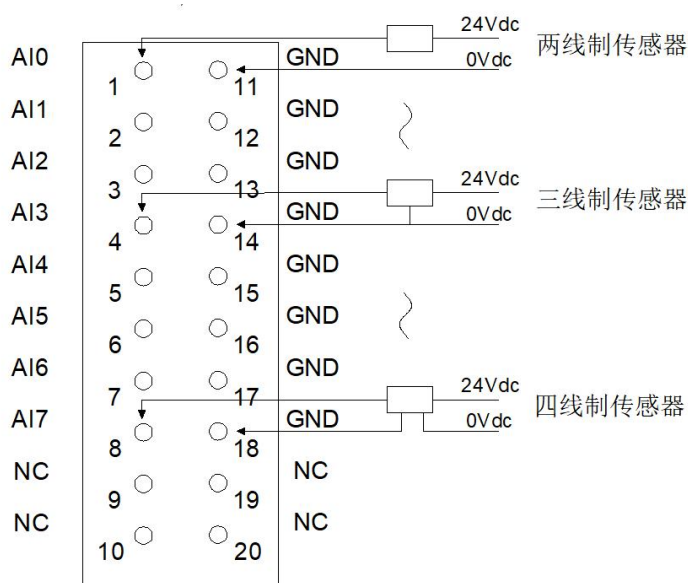 24Vdc
AI0 GND 0Vdc 两线制传感器
1 11
AI1 GND
2 12
AI2 GND
3 13 24Vdc
AI3 GND 0Vdc 三线制传感器
4 14
AI4 GND
5 15
AI5 GND
6 16
AI6 GND
7 17 24Vdc
AI7 GND 0Vdc 四线制传感器
8 18
NC NC
9 19
NC NC
10 20